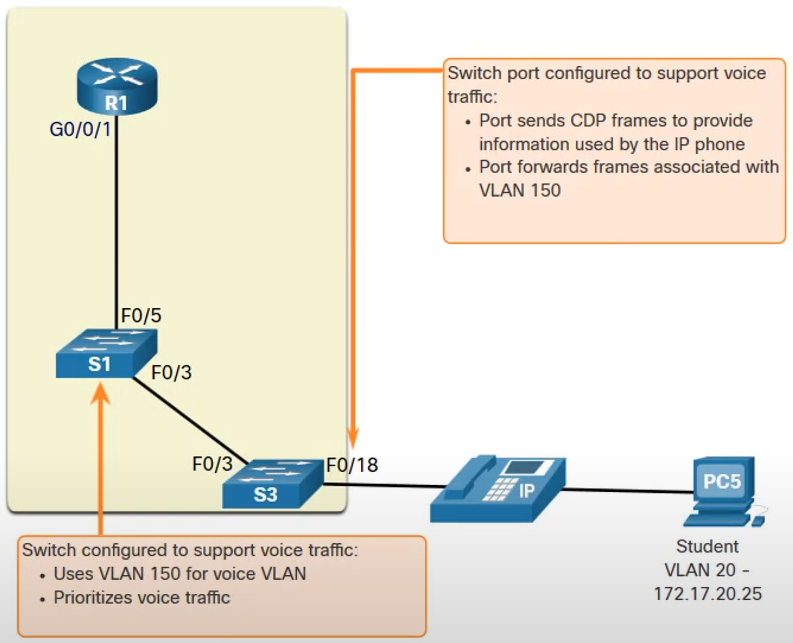 R1
G0/0/1
Switch port configured to support voice
traffic:
• Port sends CDP frames to provide
information used by the IP phone
• Port forwards frames associated with
VLAN 150
F0/5
S1
F0/3
F0/3
S3
F0/18
IP
PC5
Student
VLAN 20 -
172.17.20.25
Switch configured to support voice traffic:
• Uses VLAN 150 for voice VLAN
• Prioritizes voice traffic